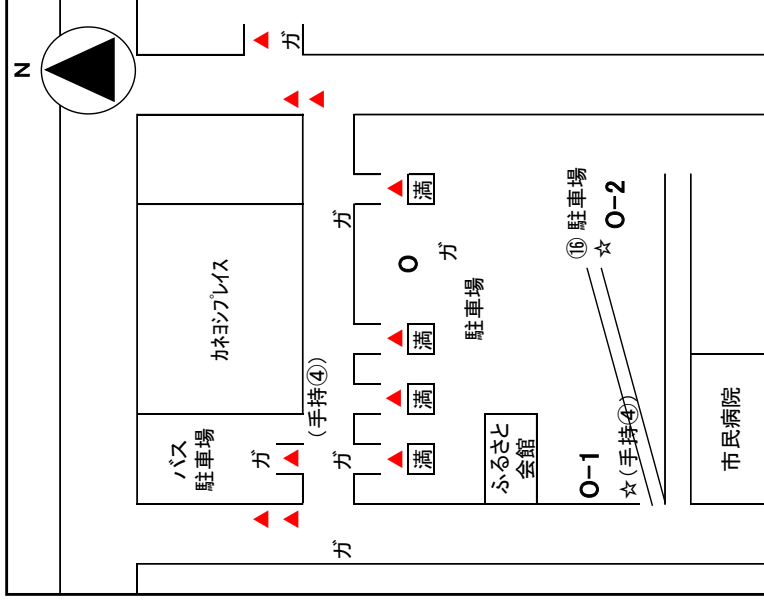 N
ガ
カネヨシプレイス
バス
駐車場
ガ
(手持④)
ガ
ガ
ガ
満
満
満
満
O
ガ
駐車場
⑯ 駐車場
☆
O-2
ふるさと
会館
O-1
☆(手持④)
市民病院